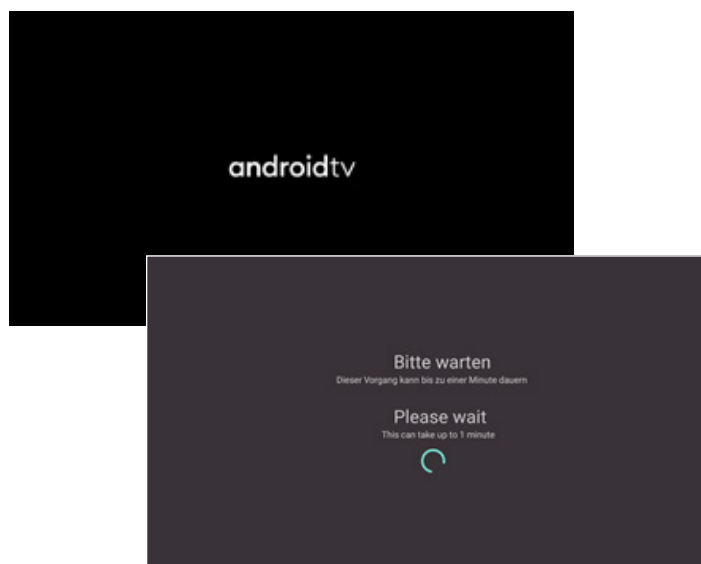 androidtv
Bitte warten
Dieser Vorgang kann bis zu einer Minute dauern
Please wait
This can take up to 1 minute